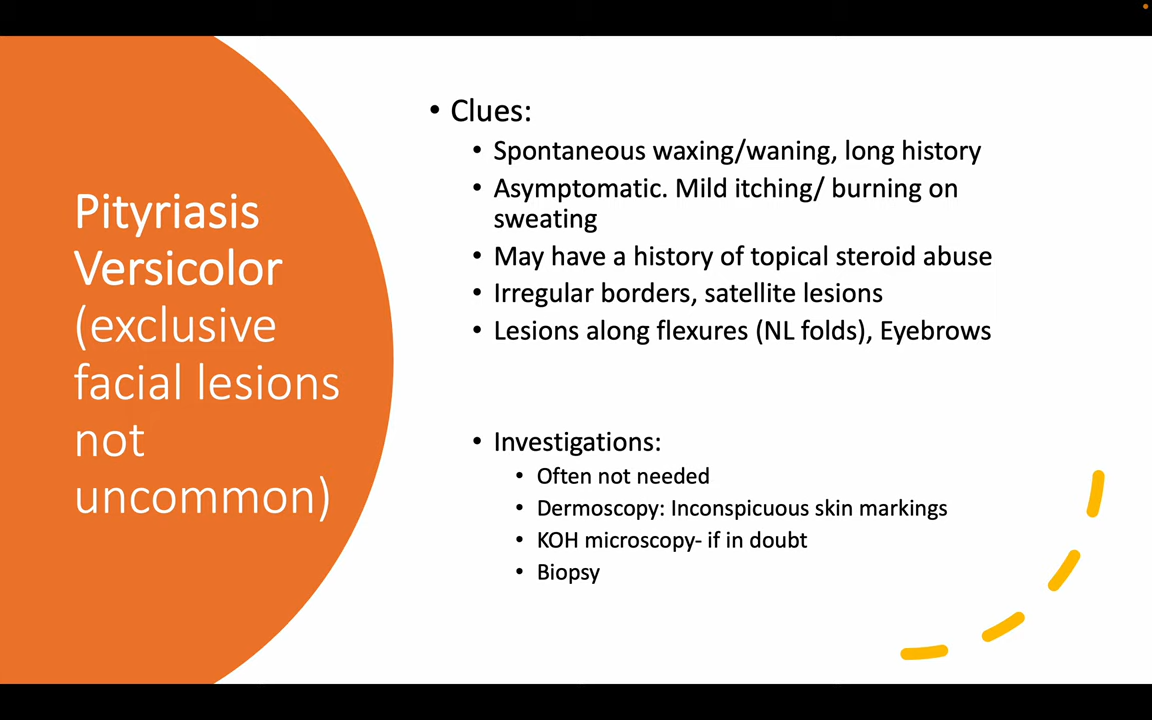 Pityriasis
Versicolor
(exclusive
facial lesions
not
uncommon)
• Clues:
• Spontaneous waxing/waning, long history
• Asymptomatic. Mild itching/ burning on
sweating
• May have a history of topical steroid abuse
• Irregular borders, satellite lesions
• Lesions along flexures (NL folds), Eyebrows
• Investigations:
• Often not needed
• Dermoscopy: Inconspicuous skin markings
• KOH microscopy- if in doubt
• Biopsy